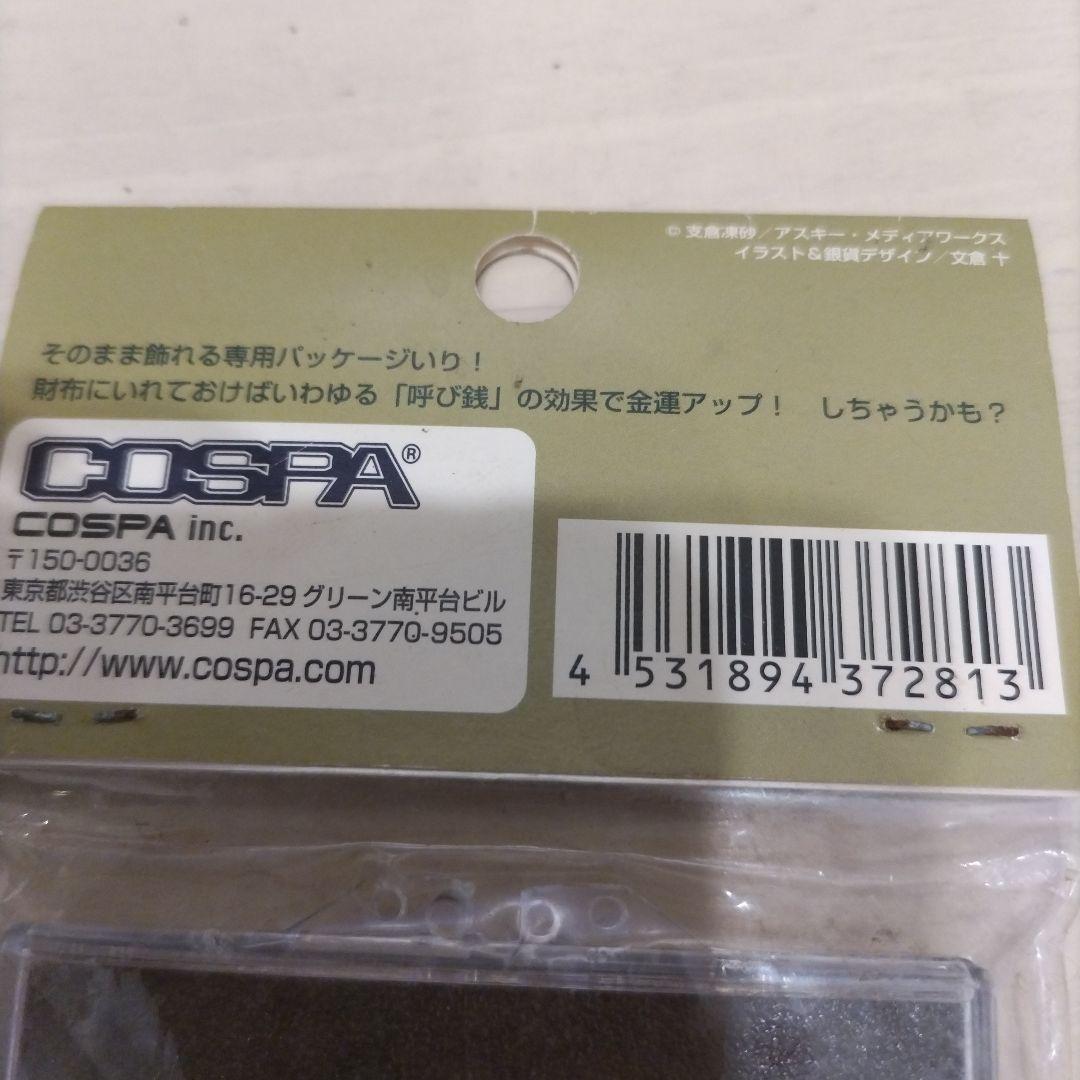 © 支倉凍砂／アスキー・メディアワークス
イラスト＆銀貨デザイン／文倉 十
そのまま飾れる専用パッケージいり！
財布にいれておけばいわゆる「呼び銭」の効果で金運アップ！　しちゃうかも？
COSPA®
COSPA inc.
〒150-0036
東京都渋谷区南平台町16-29 グリーン南平台ビル
TEL 03-3770-3699 FAX 03-3770-9505
http://www.cospa.com
4 531894 372813